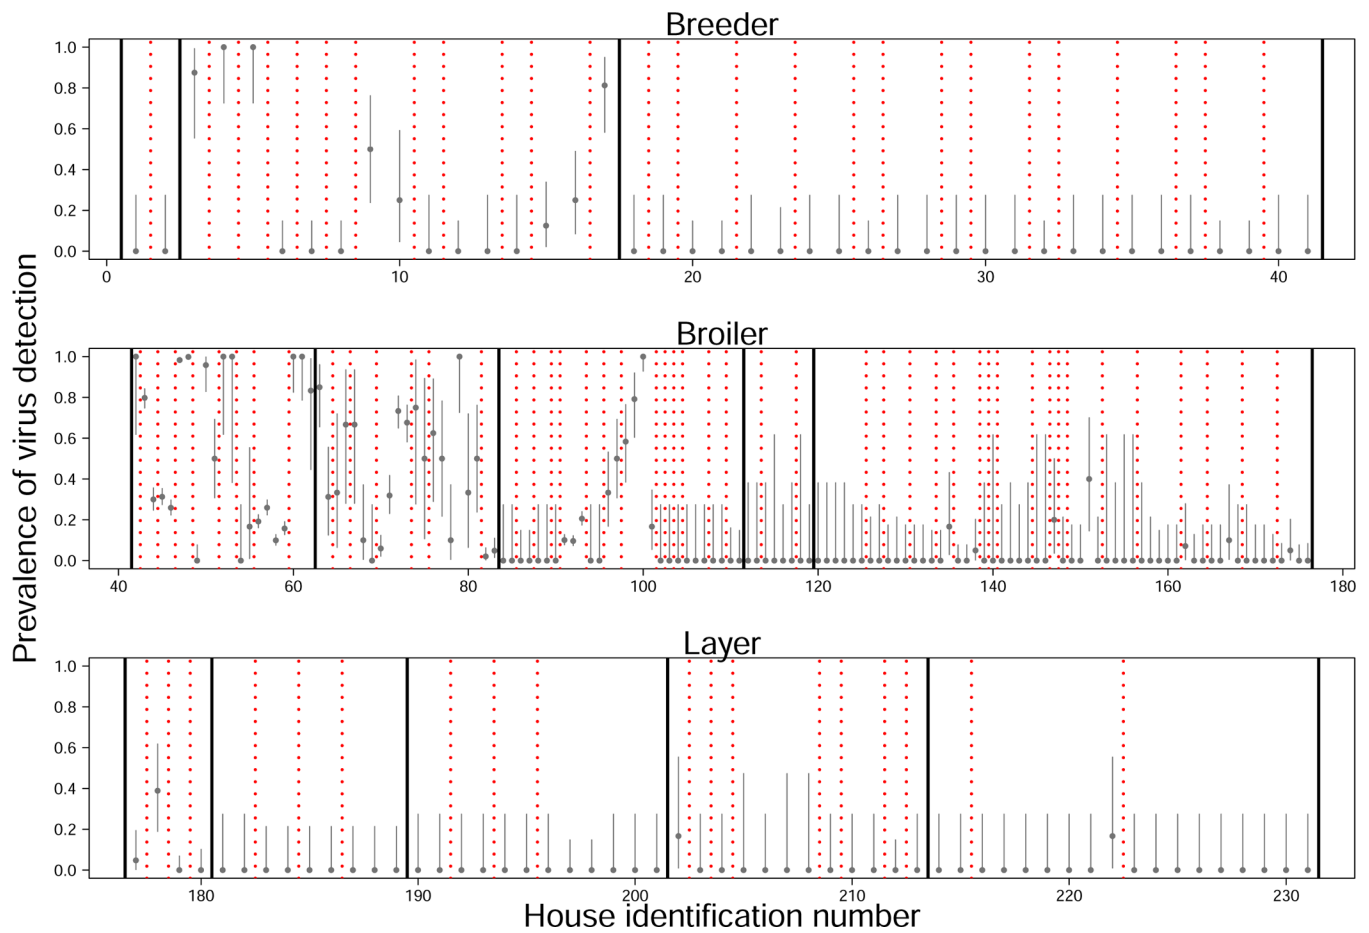 Breeder
1.0
0.8
0.6
0.4
0.2
0.0
0 10 20 30 40
Broiler
1.0
0.8
0.6
0.4
0.2
0.0
40 60 80 100 120 140 160 180
Layer
1.0
0.8
0.6
0.4
0.2
0.0
180 190 200 210 220 230
Prevalence of virus detection
House identification number